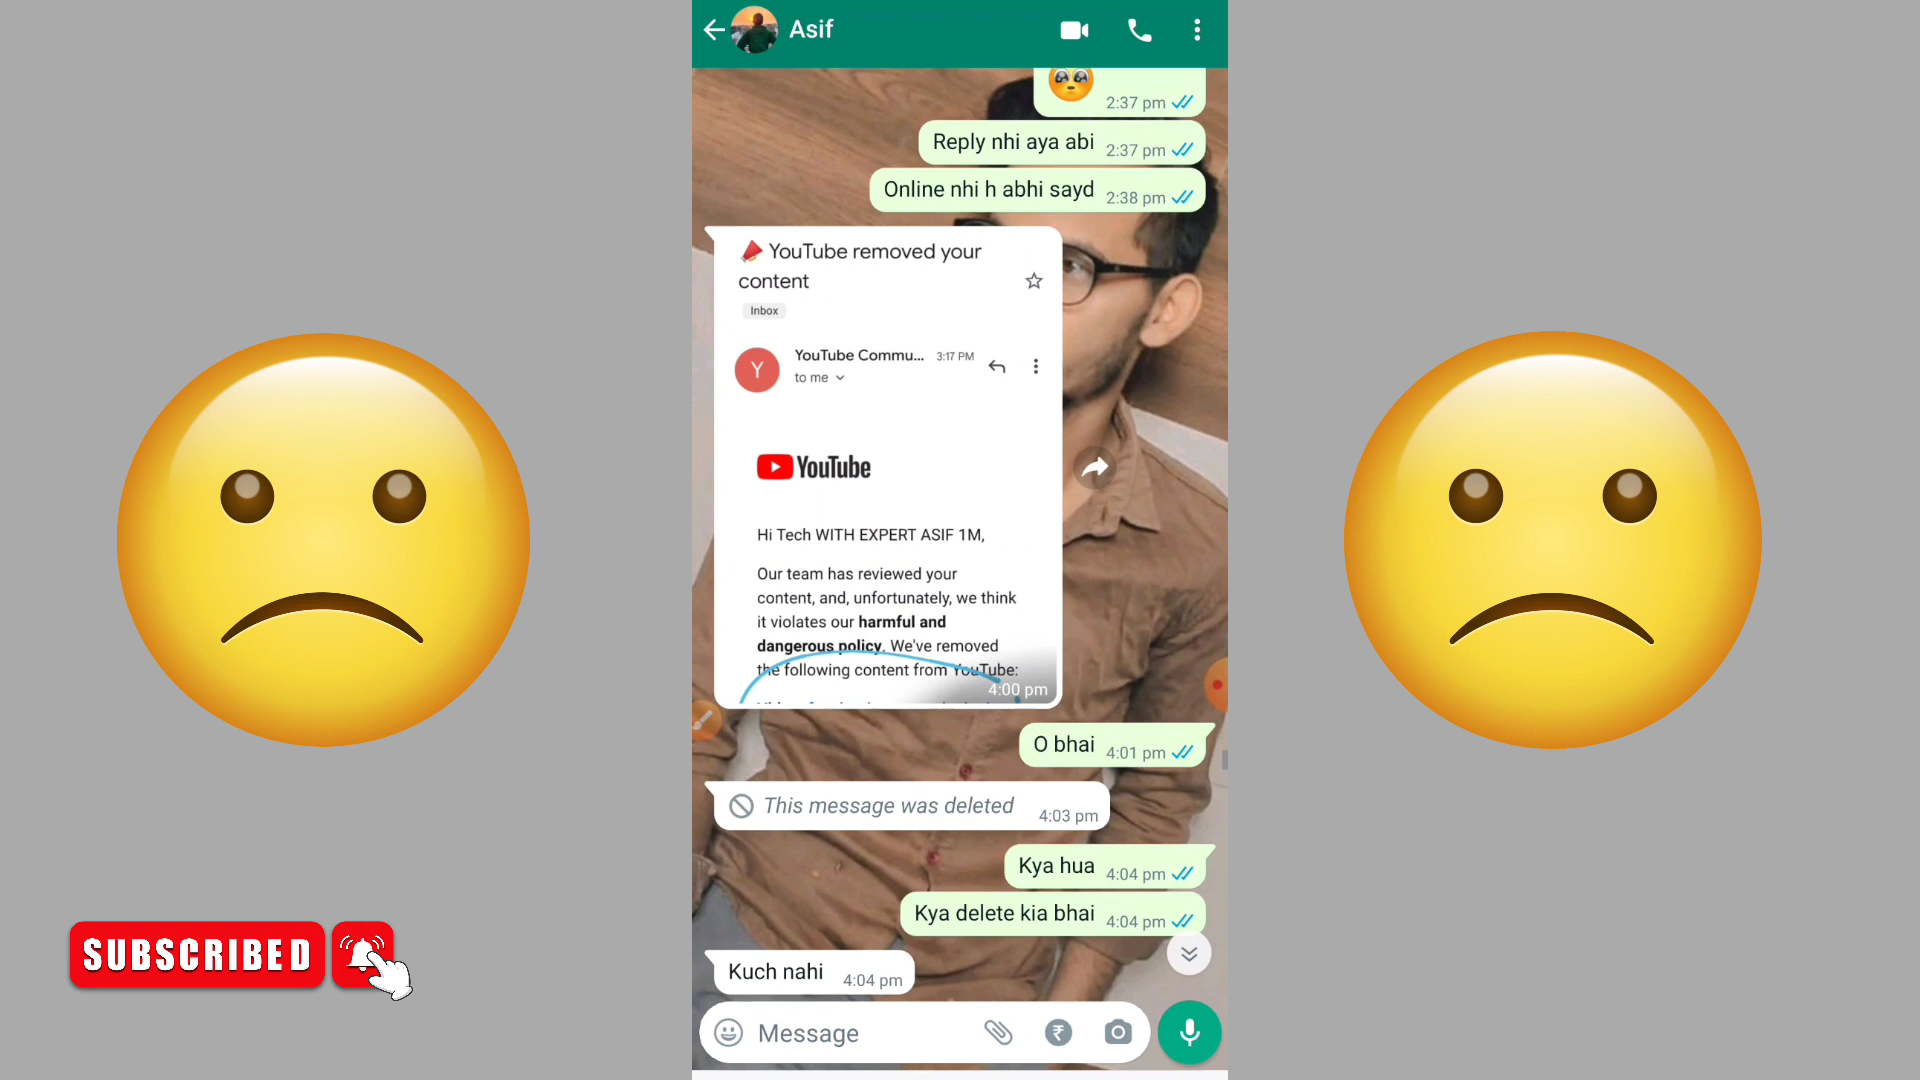 Asif
2:37 pm
Reply nhi aya abi 2:37 pm
Online nhi h abhi sayd 2:38 pm
YouTube removed your
content
Inbox
Y
YouTube Commu... 3:17 PM
to me
YouTube
Hi Tech WITH EXPERT ASIF 1M,
Our team has reviewed your
content, and, unfortunately, we think
it violates our harmful and
dangerous policy. We've removed
the following content from YouTube:
4:00 pm
O bhai 4:01 pm
This message was deleted 4:03 pm
Kya hua 4:04 pm
Kya delete kia bhai 4:04 pm
SUBSCRIBED
Kuch nahi 4:04 pm
Message
₹